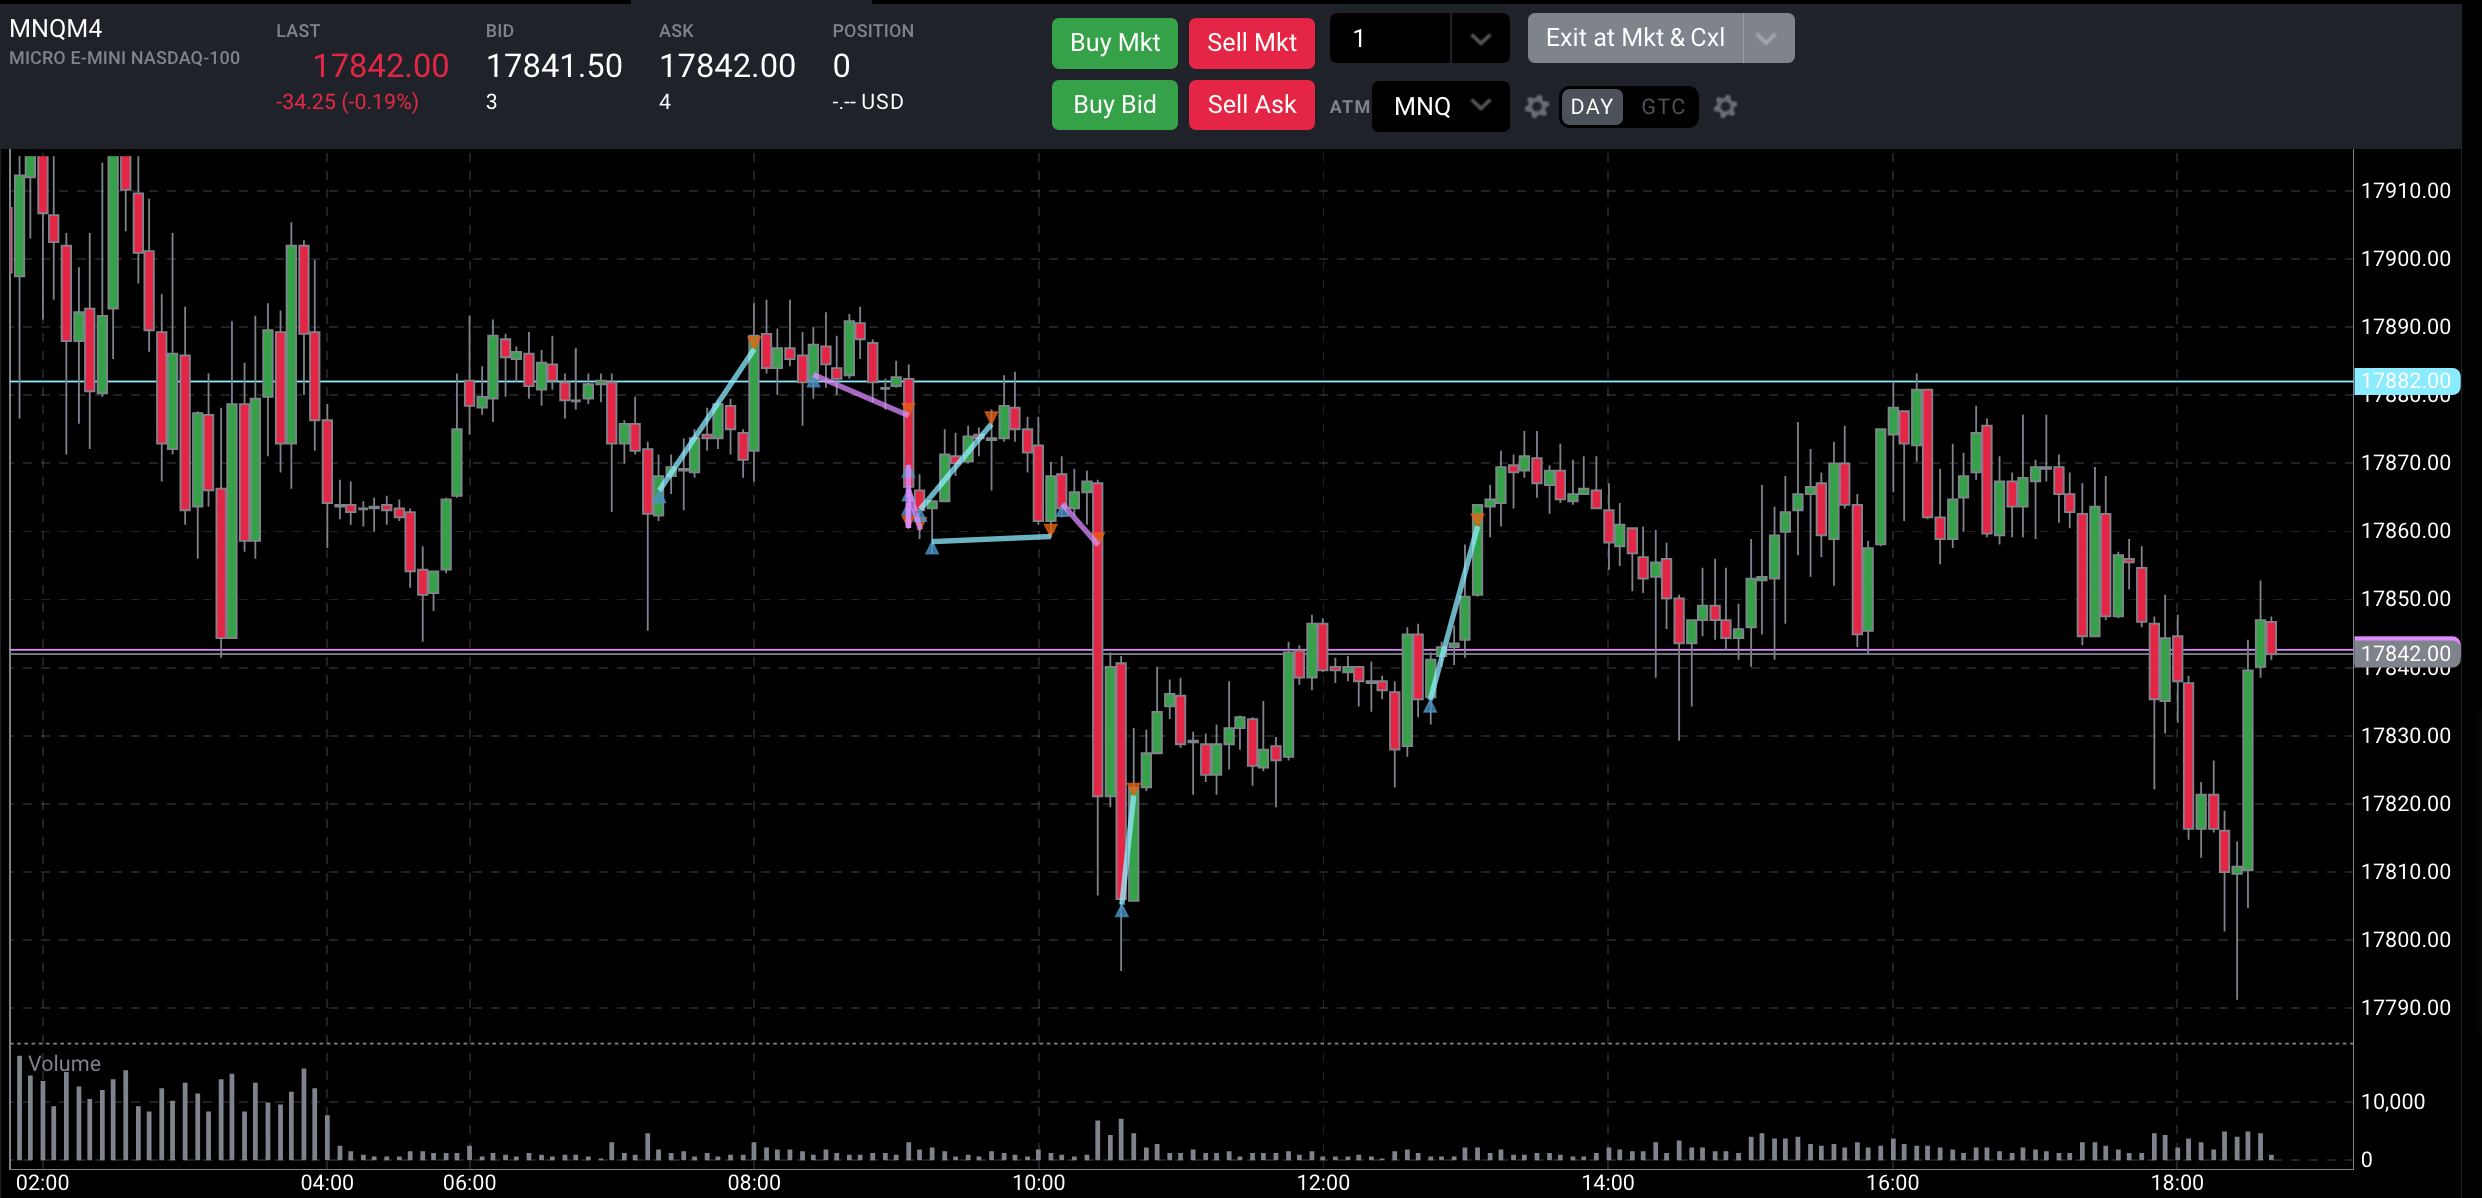 MNQM4
MICRO E-MINI NASDAQ-100
LAST
17842.00
-34.25 (-0.19%)
BID
17841.50
3
ASK
17842.00
4
POSITION
0
-.-- USD
Buy Mkt
Sell Mkt
1
Exit at Mkt & Cxl
Buy Bid
Sell Ask
ATM
MNQ
DAY
GTC
17910.00
17900.00
17890.00
17882.00
17880.00
17870.00
17860.00
17850.00
17842.00
17840.00
17830.00
17820.00
17810.00
17800.00
17790.00
Volume
10,000
0
02:00
04:00
06:00
08:00
10:00
12:00
14:00
16:00
18:00